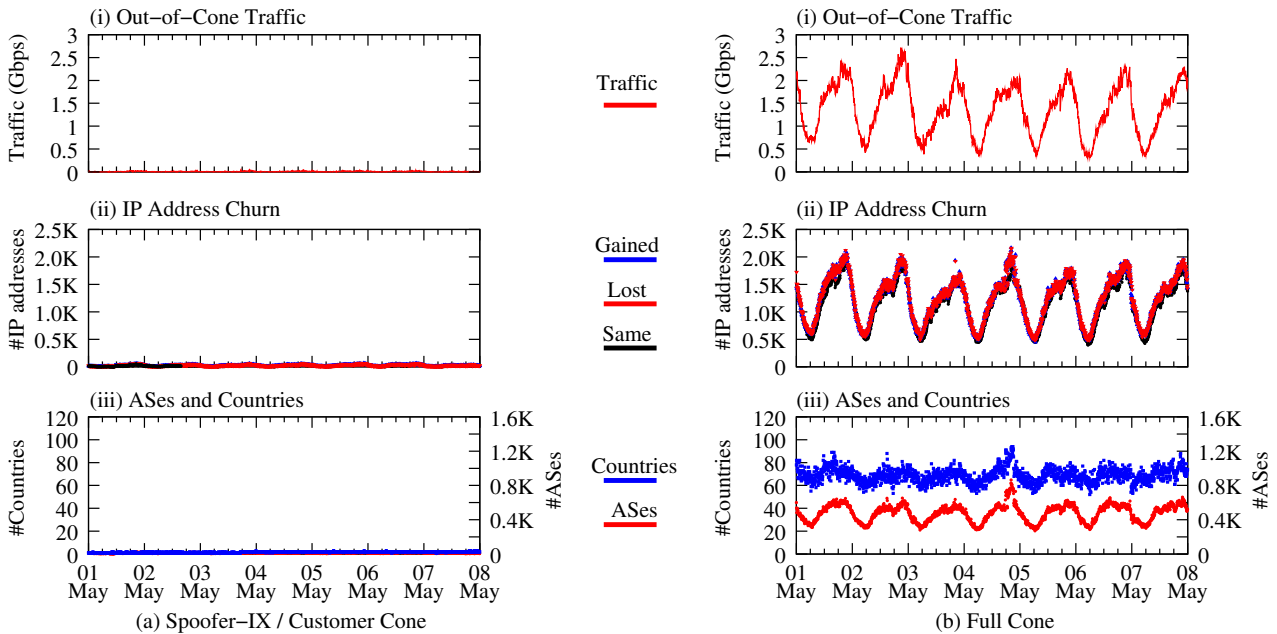 (i) Out−of−Cone Traffic
3
2.5
2
1.5
1
0.5
0
Traffic (Gbps)
(ii) IP Address Churn
2.5K
2.0K
1.5K
1.0K
0.5K
0
#IP addresses
(iii) ASes and Countries
120
100
80
60
40
20
0
#Countries
1.6K
1.2K
0.8K
0.4K
0
#ASes
01 02 03 04 05 06 07 08
May May May May May May May May
(a) Spoofer−IX / Customer Cone
Traffic
Gained
Lost
Same
Countries
ASes
(i) Out−of−Cone Traffic
3
2.5
2
1.5
1
0.5
0
Traffic (Gbps)
(ii) IP Address Churn
2.5K
2.0K
1.5K
1.0K
0.5K
0
#IP addresses
(iii) ASes and Countries
120
100
80
60
40
20
0
#Countries
1.6K
1.2K
0.8K
0.4K
0
#ASes
01 02 03 04 05 06 07 08
May May May May May May May May
(b) Full Cone